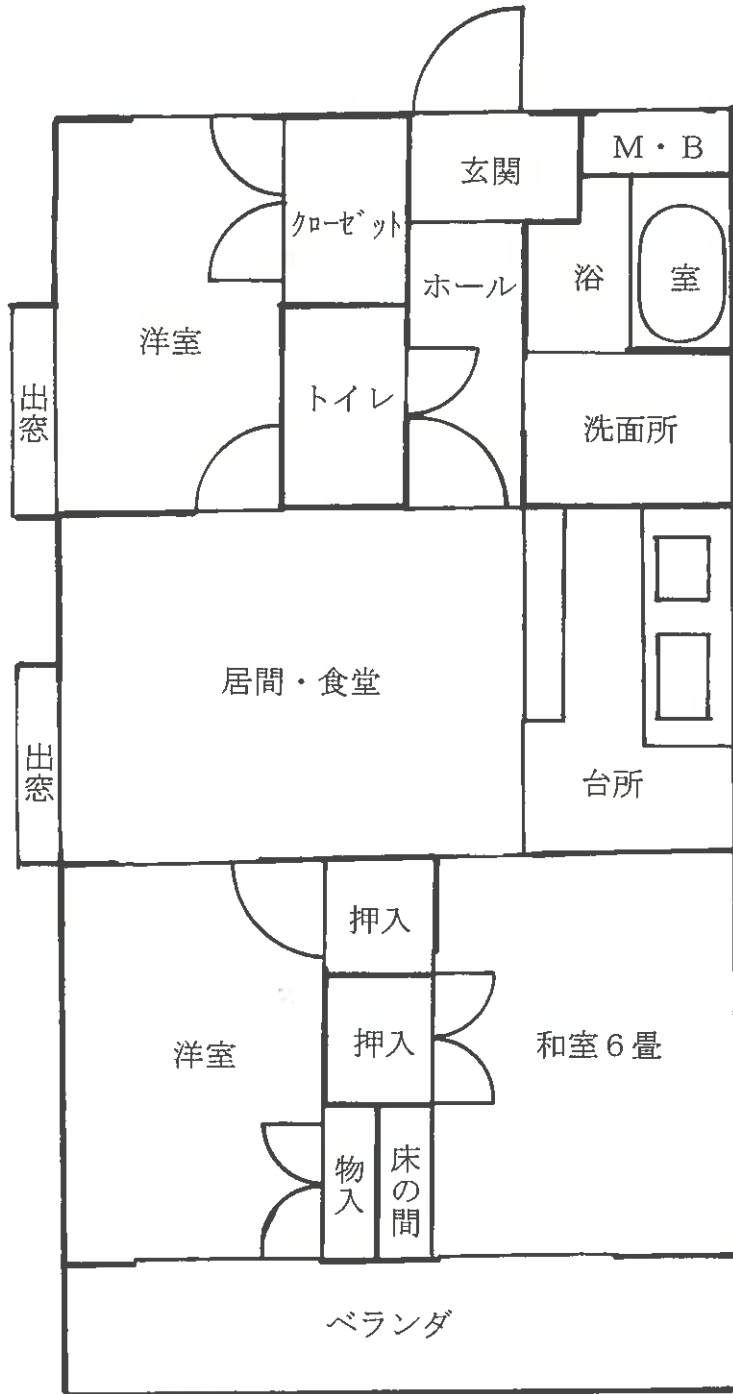 M・B
玄関
クローゼット
ホール
浴室
洋室
出窓
トイレ
洗面所
居間・食堂
出窓
台所
押入
洋室
押入
和室6畳
物入
床の間
ベランダ